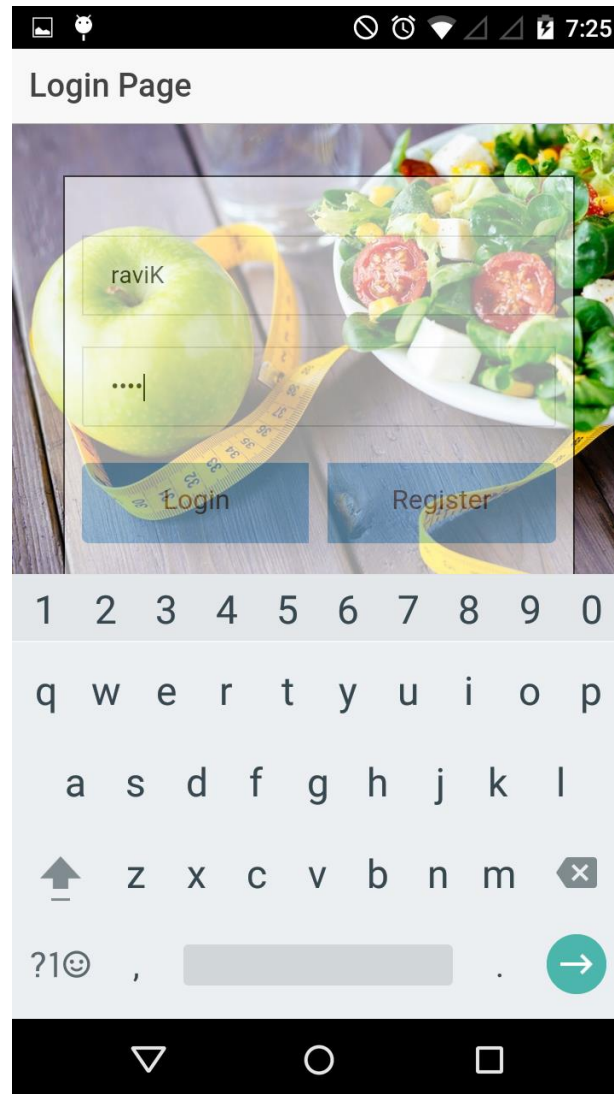 7:25
Login Page
raviK
••••
Login Register
1 2 3 4 5 6 7 8 9 0
q w e r t y u i o p
a s d f g h j k l
z x c v b n m
?1☺ , .